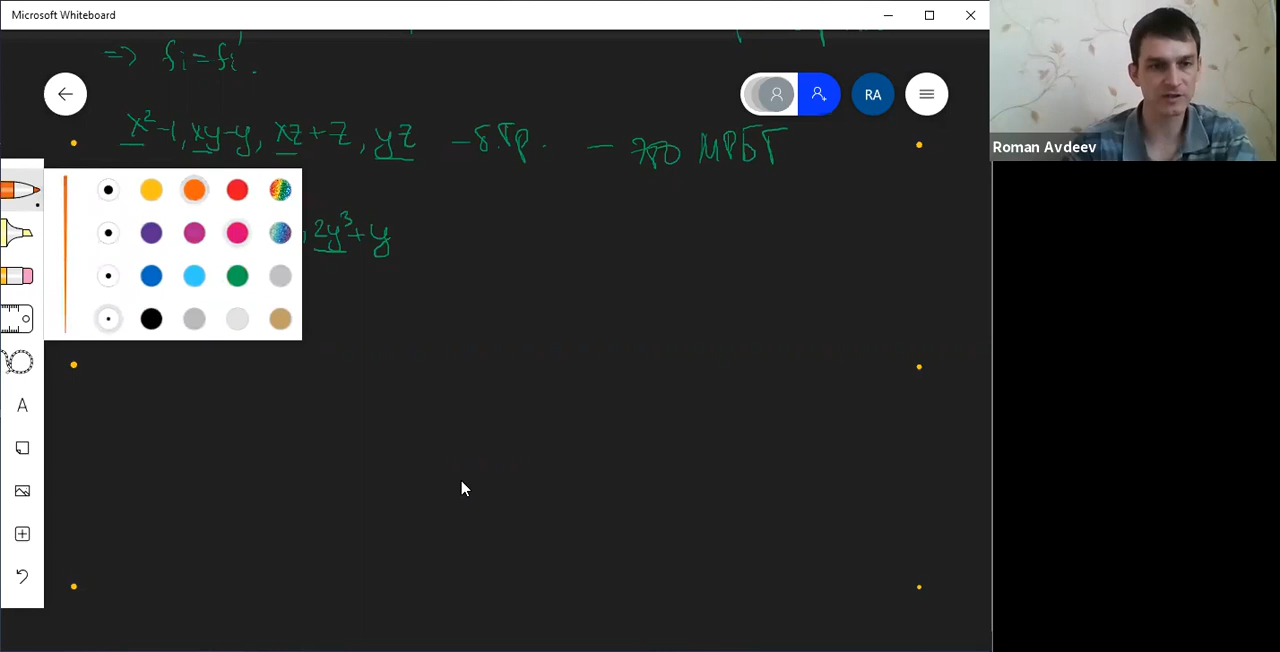 Microsoft Whiteboard
=> fi = fi'.
RA
Roman Avdeev
x²-1, xy-y, xz+z, yz - б.Гр. - это МРБГ
, 2y³+y
A